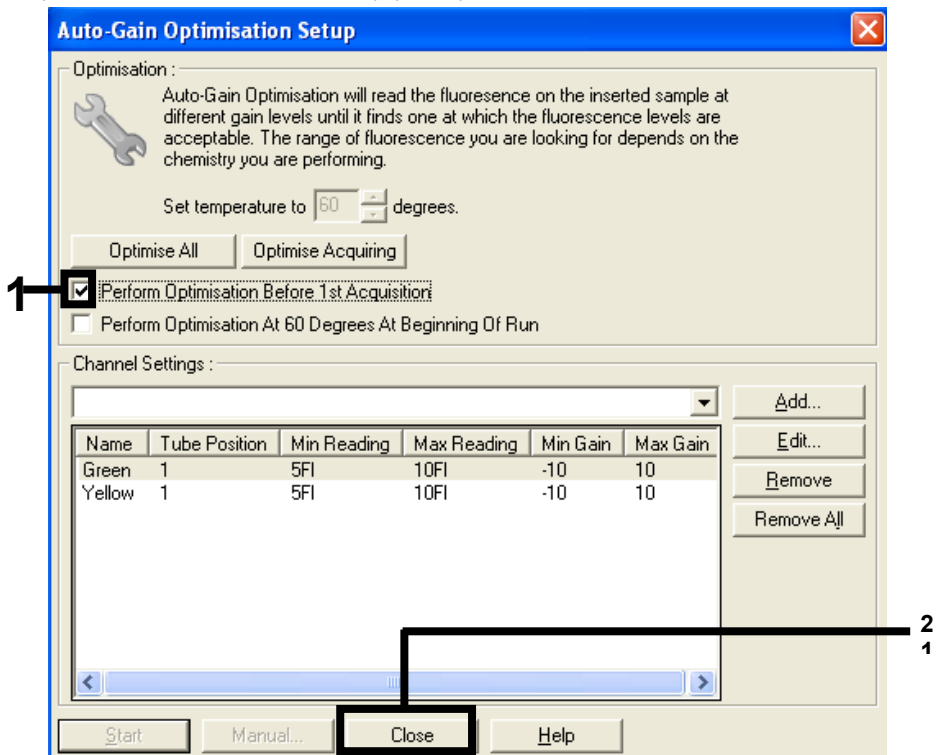 Auto-Gain Optimisation Setup
Optimisation :
Auto-Gain Optimisation will read the fluoresence on the inserted sample at
different gain levels until it finds one at which the fluorescence levels are
acceptable. The range of fluorescence you are looking for depends on the
chemistry you are performing.
Set temperature to 60 degrees.
Optimise All Optimise Acquiring
1 Perform Optimisation Before 1st Acquisition
Perform Optimisation At 60 Degrees At Beginning Of Run
Channel Settings :
Add...
Name Tube Position Min Reading Max Reading Min Gain Max Gain Edit...
Green 1 5Fl 10Fl -10 10
Remove
Yellow 1 5Fl 10Fl -10 10
Remove All
2
1
Start Manual... Close Help